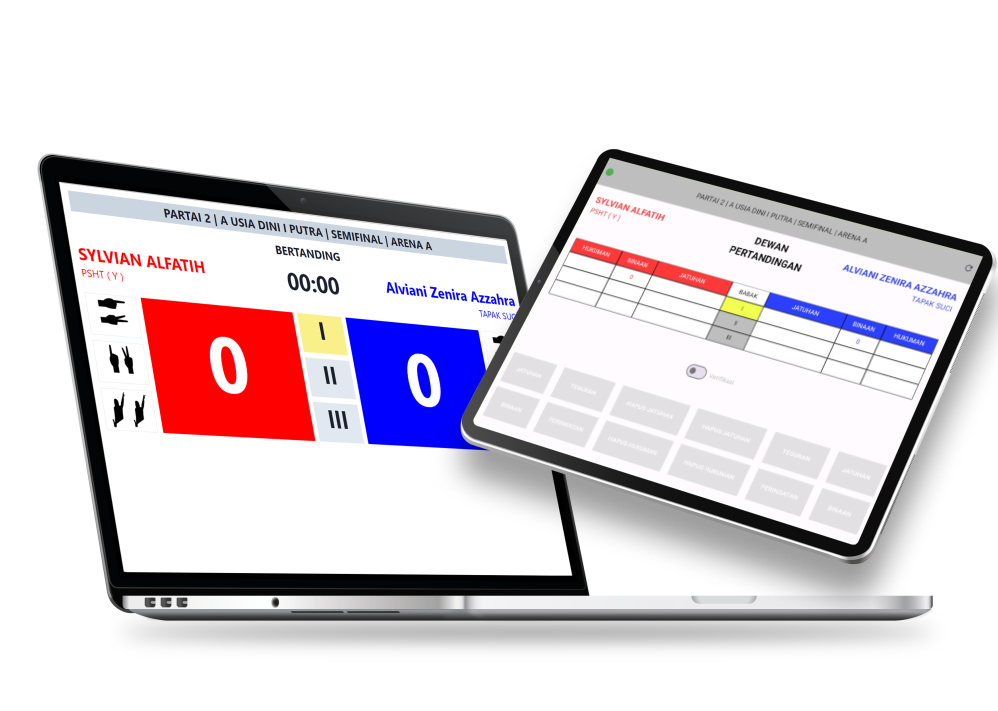 PARTAI 2 | A USIA DINI I PUTRA | SEMIFINAL | ARENA A
BERTANDING
SYLVIAN ALFATIH
PSHT ( Y )
00:00
Alviani Zenira Azzahra
TAPAK SUCI
0
I
II
III
0
PARTAI 2 | A USIA DINI I PUTRA | SEMIFINAL | ARENA A
SYLVIAN ALFATIH
PSHT ( Y )
DEWAN
PERTANDINGAN
ALVIANI ZENIRA AZZAHRA
TAPAK SUCI
HUKUMAN BINAAN JATUHAN BABAK JATUHAN BINAAN HUKUMAN
0 I 0
II
III
Verifikasi
JATUHAN TEGURAN HAPUS JATUHAN HAPUS JATUHAN TEGURAN JATUHAN
BINAAN PERINGATAN HAPUS HUKUMAN HAPUS HUKUMAN PERINGATAN BINAAN